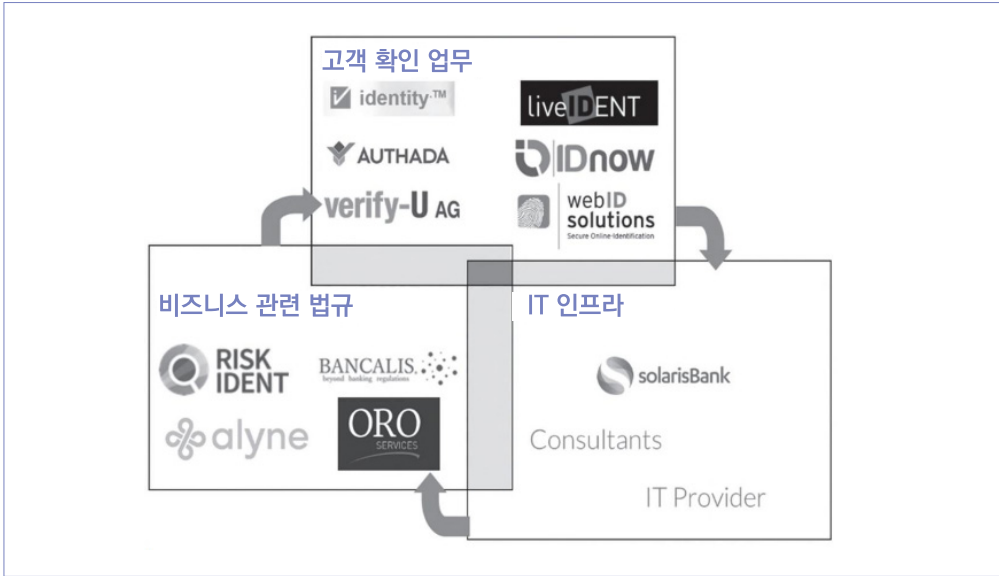 고객 확인 업무
identity.™
liveIDENT
AUTHADA
IDnow
verify-U AG
webID
solutions
Secure Online-Identification
비즈니스 관련 법규
IT 인프라
RISK
IDENT
BANCALIS.
beyond banking regulations
solarisBank
alyne
ORO
SERVICES
Consultants
IT Provider